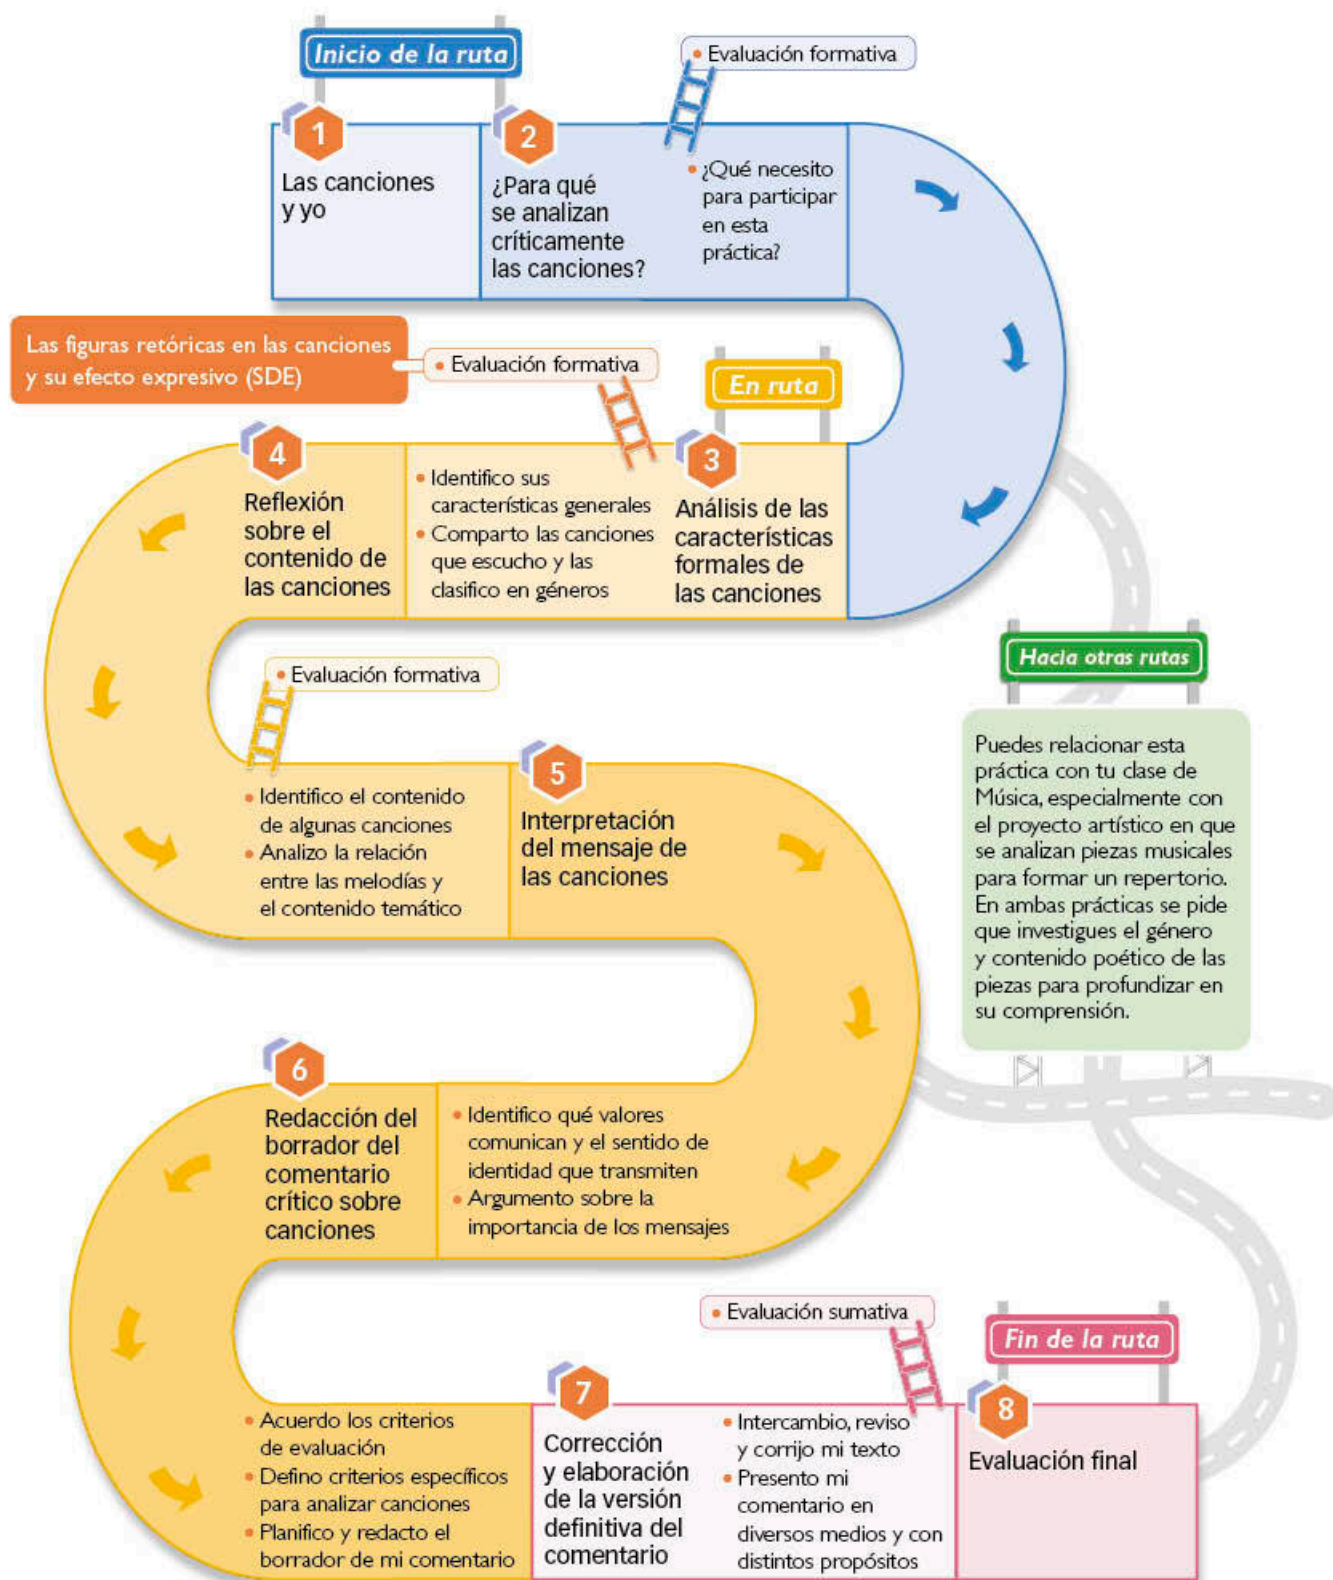 Inicio de la ruta
Evaluación formativa
1
Las canciones
y yo
2
¿Para qué
se analizan
críticamente
las canciones?
• ¿Qué necesito
para participar
en esta
práctica?
Las figuras retóricas en las canciones
y su efecto expresivo (SDE)
• Evaluación formativa
En ruta
3
Análisis de las
características
formales de
las canciones
• Identifico sus
características generales
• Comparto las canciones
que escucho y las
clasifico en géneros
4
Reflexión
sobre el
contenido de
las canciones
• Evaluación formativa
• Identifico el contenido
de algunas canciones
• Analizo la relación
entre las melodías y
el contenido temático
5
Interpretación
del mensaje de
las canciones
Hacia otras rutas
Puedes relacionar esta
práctica con tu clase de
Música, especialmente con
el proyecto artístico en que
se analizan piezas musicales
para formar un repertorio.
En ambas prácticas se pide
que investigues el género
y contenido poético de las
piezas para profundizar en
su comprensión.
• Identifico qué valores
comunican y el sentido de
identidad que transmiten
• Argumento sobre la
importancia de los mensajes
6
Redacción del
borrador del
comentario
crítico sobre
canciones
• Acuerdo los criterios
de evaluación
• Defino criterios específicos
para analizar canciones
• Planifico y redacto el
borrador de mi comentario
7
Corrección
y elaboración
de la versión
definitiva del
comentario
• Evaluación sumativa
• Intercambio, reviso
y corrijo mi texto
• Presento mi
comentario en
diversos medios y con
distintos propósitos
Fin de la ruta
8
Evaluación final